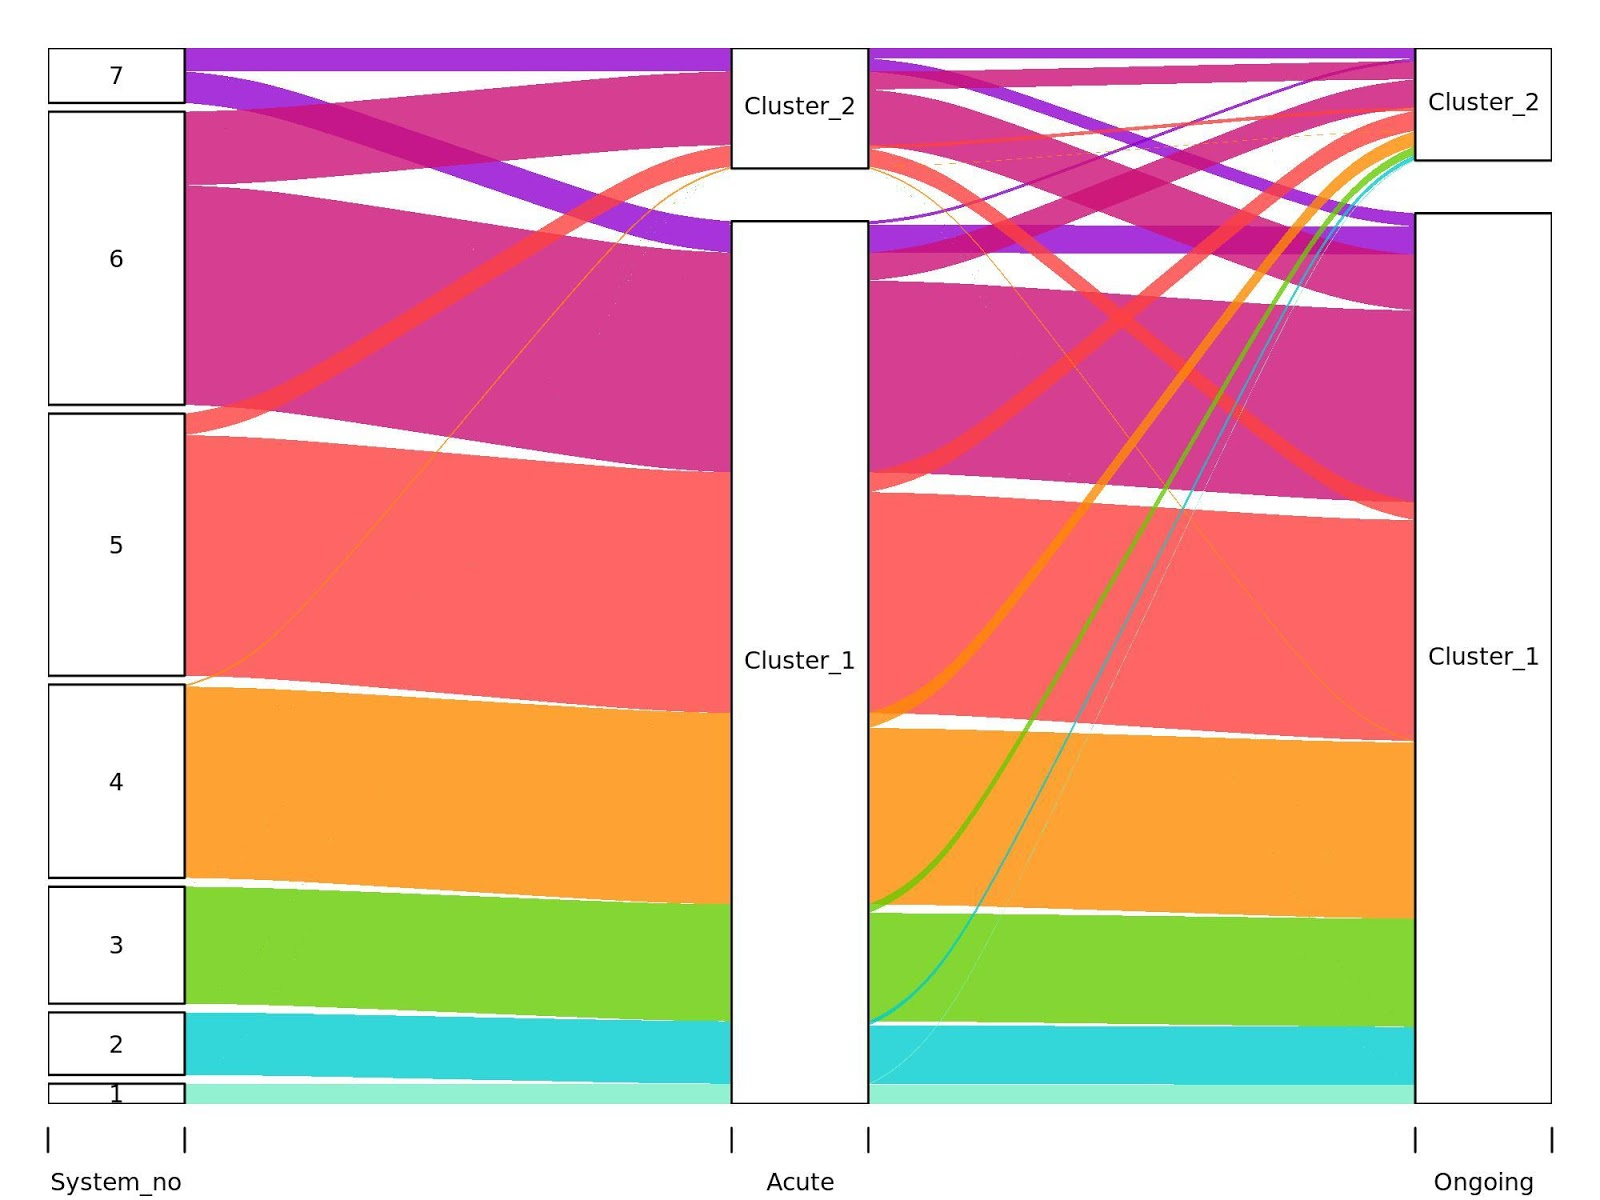 7
6
5
4
3
2
1
Cluster_2
Cluster_1
Cluster_2
Cluster_1
System_no
Acute
Ongoing